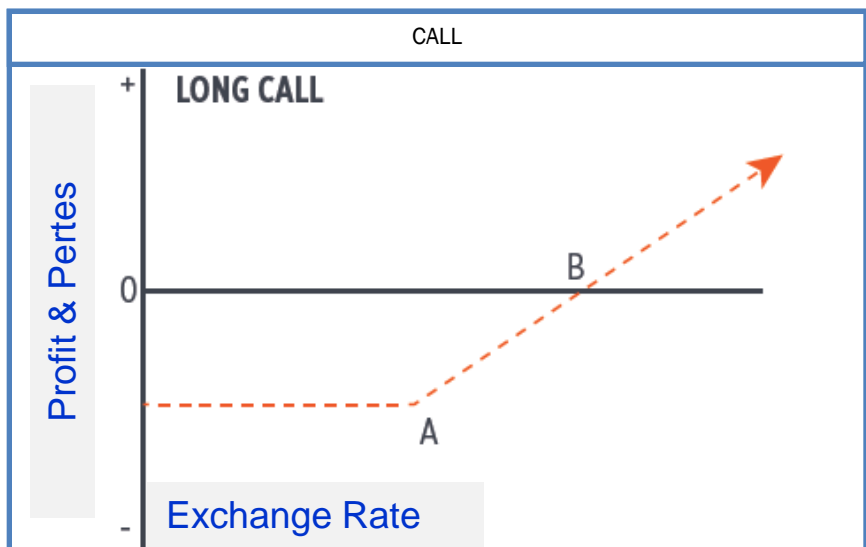 CALL
+
LONG CALL
Profit & Pertes
0
B
A
-
Exchange Rate